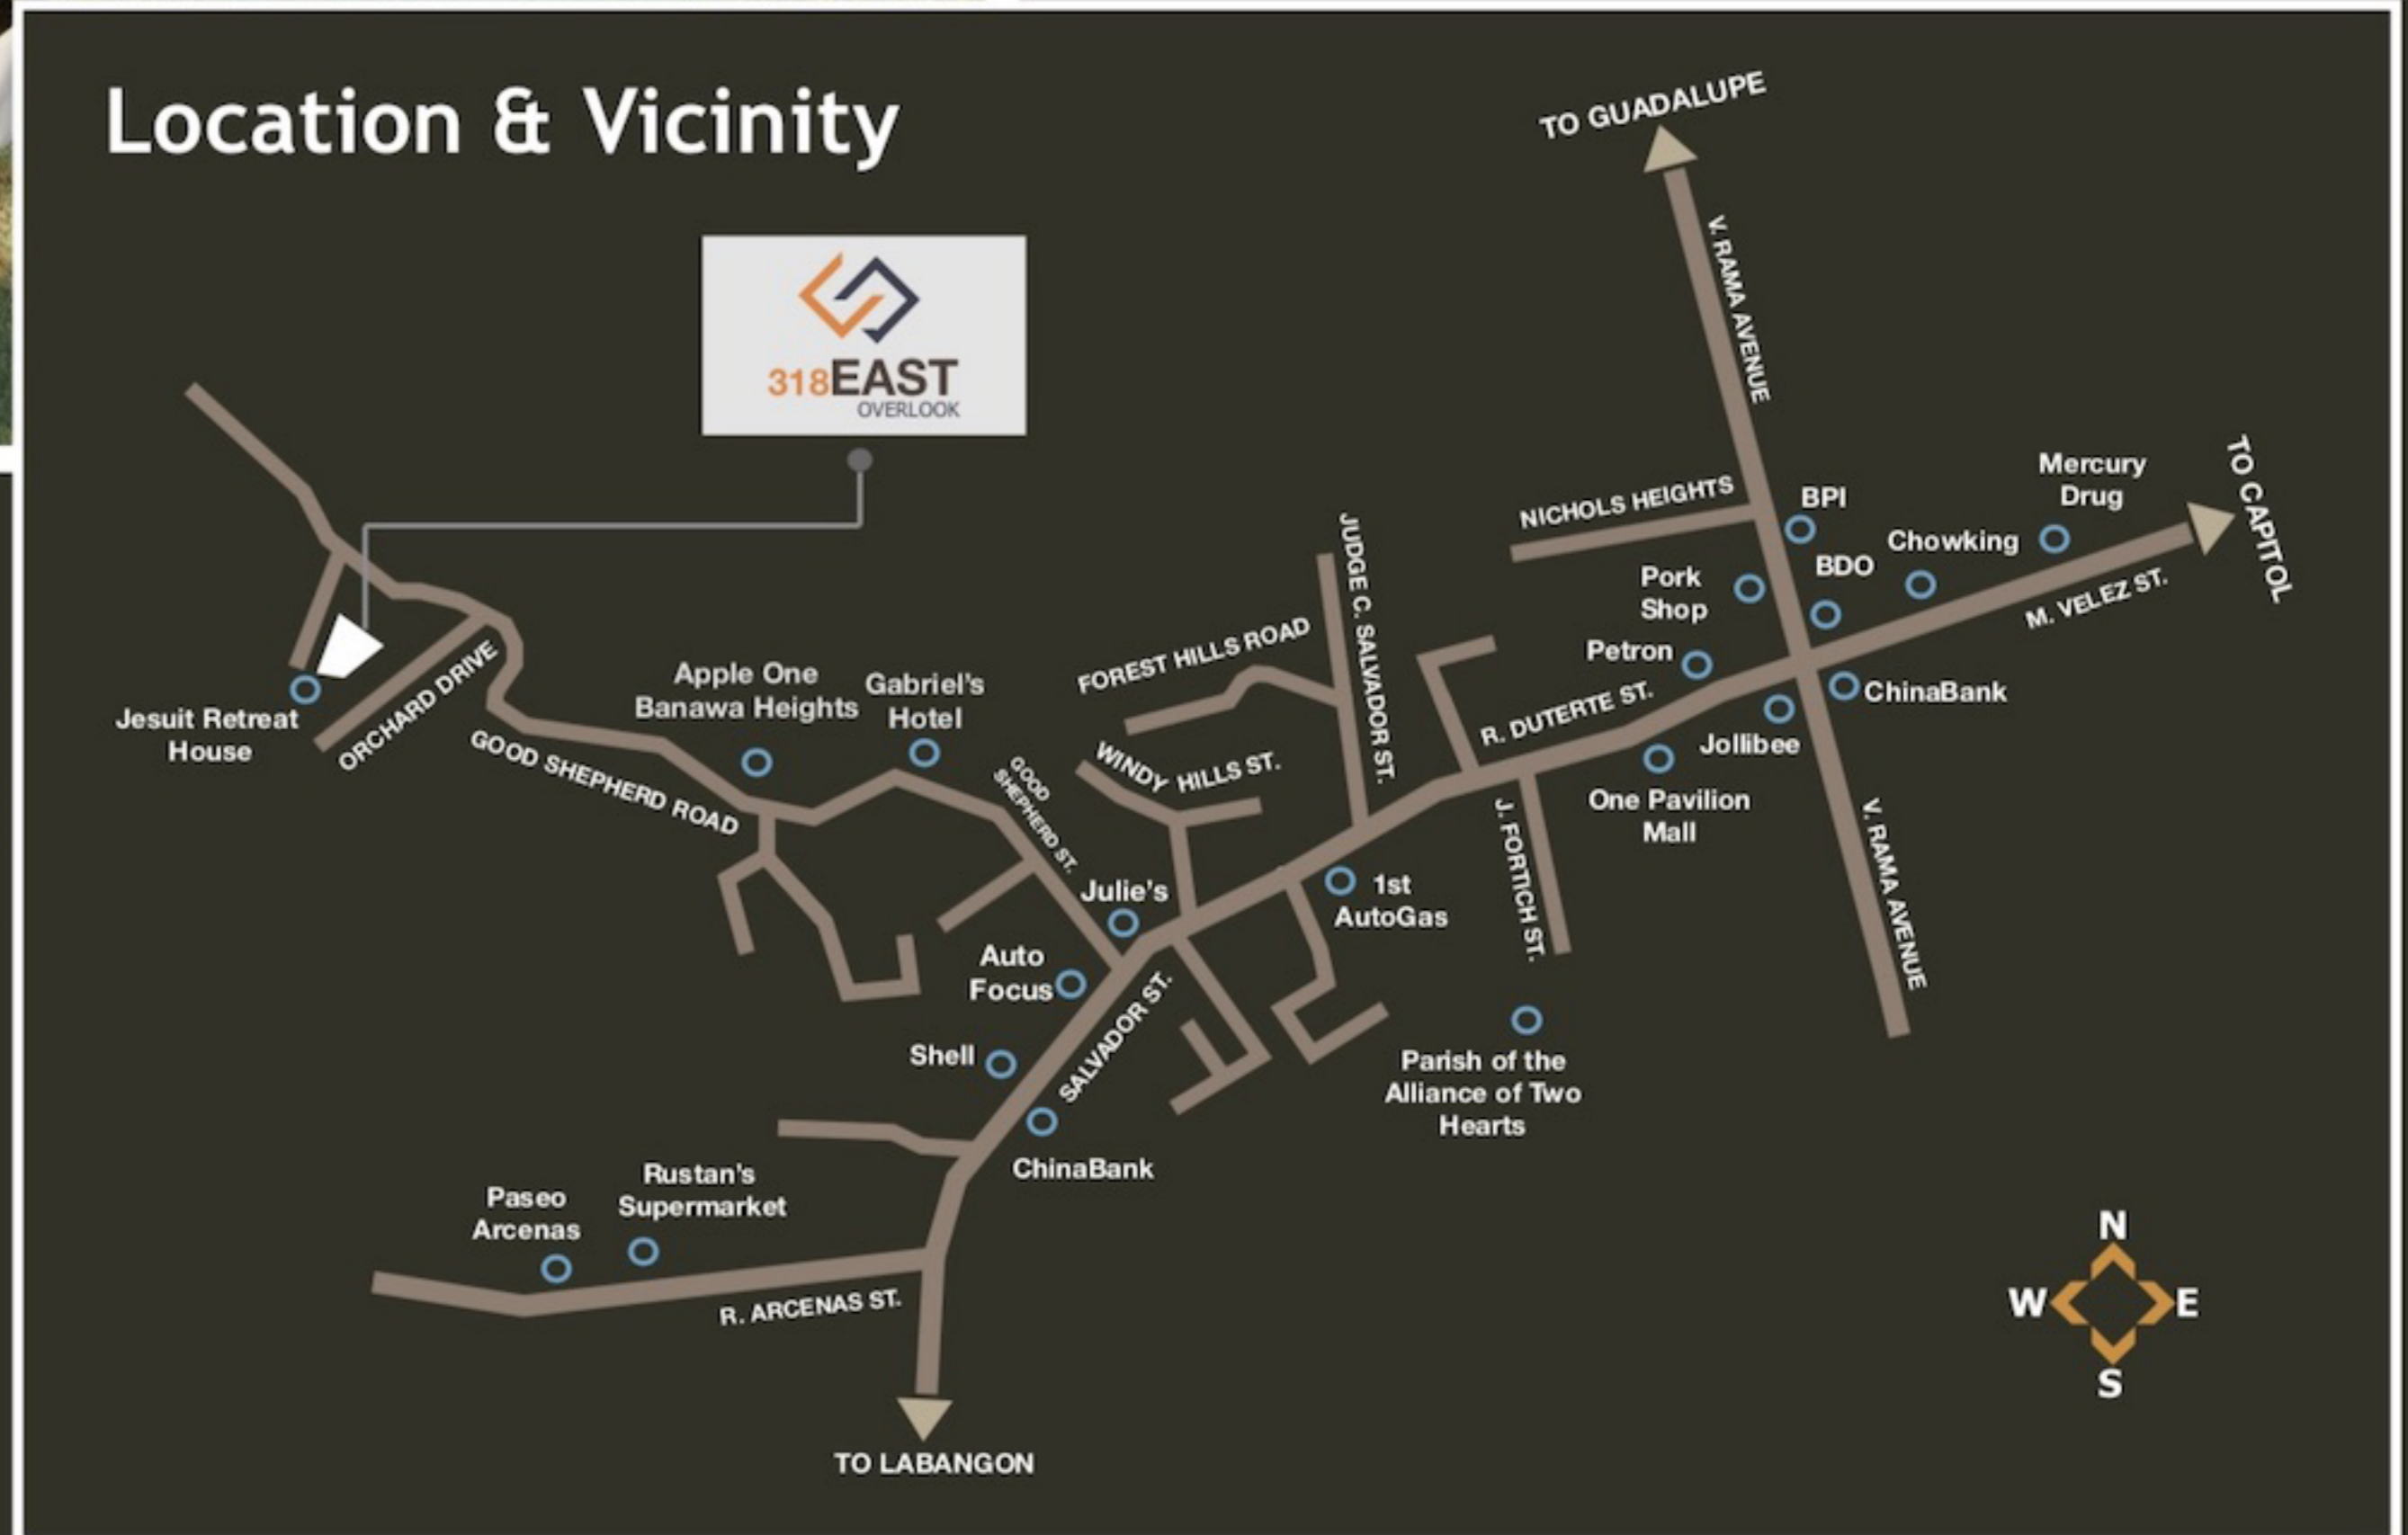 Location & Vicinity
TO GUADALUPE
V. RAMA AVENUE
318EAST
OVERLOOK
TO CAPITOL
Mercury
Drug
NICHOLS HEIGHTS
BPI
Chowking
BDO
Pork
Shop
M. VELEZ ST.
JUDGE C. SALVADOR ST.
FOREST HILLS ROAD
Petron
ChinaBank
R. DUTERTE ST.
Jollibee
One Pavilion
Mall
Apple One
Banawa Heights
Gabriel's
Hotel
Jesuit Retreat
House
ORCHARD DRIVE
GOOD SHEPHERD ROAD
GOOD
SHEPHERD ST.
WINDY HILLS ST.
J. FORTICH ST.
V. RAMA AVENUE
Julie's
1st
AutoGas
Auto
Focus
SALVADOR ST.
Shell
Parish of the
Alliance of Two
Hearts
ChinaBank
Rustan's
Supermarket
Paseo
Arcenas
R. ARCENAS ST.
TO LABANGON
N
W
E
S